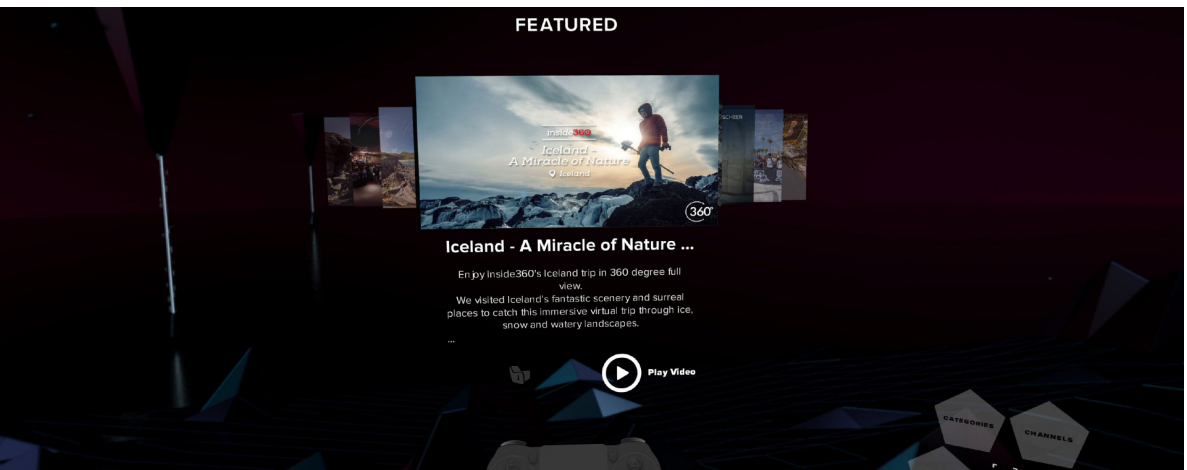 FEATURED
SCHEER
inside360
Iceland -
A Miracle of Nature
Iceland
360°
Iceland - A Miracle of Nature ...
Enjoy Inside360's Iceland trip in 360 degree full
view.
We visited Iceland's fantastic scenery and surreal
places to catch this immersive virtual trip through ice,
snow and watery landscapes.
...
Play Video
CATEGORIES
CHANNELS